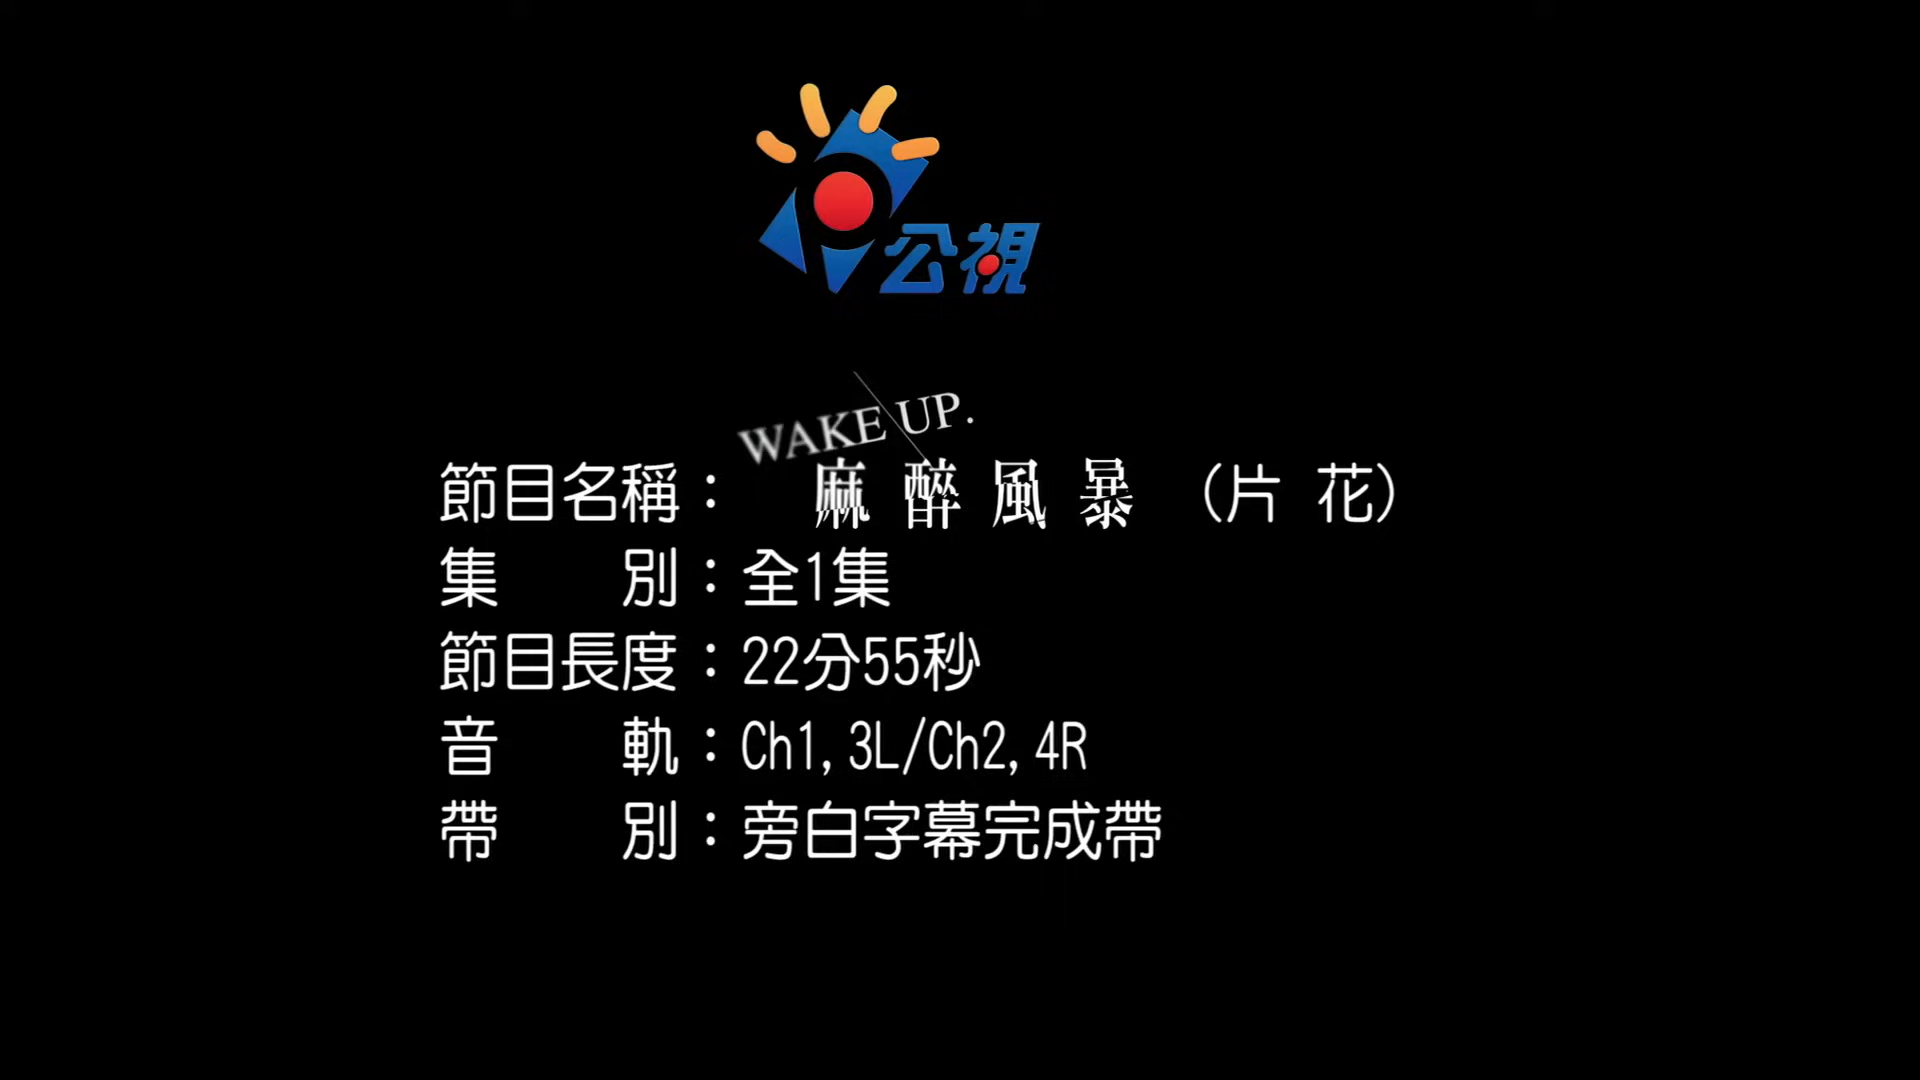 公視
WAKE UP.
節目名稱： 麻醉風暴 (片 花)
集　　別：全1集
節目長度：22分55秒
音　　軌：Ch1,3L/Ch2,4R
帶　　別：旁白字幕完成帶